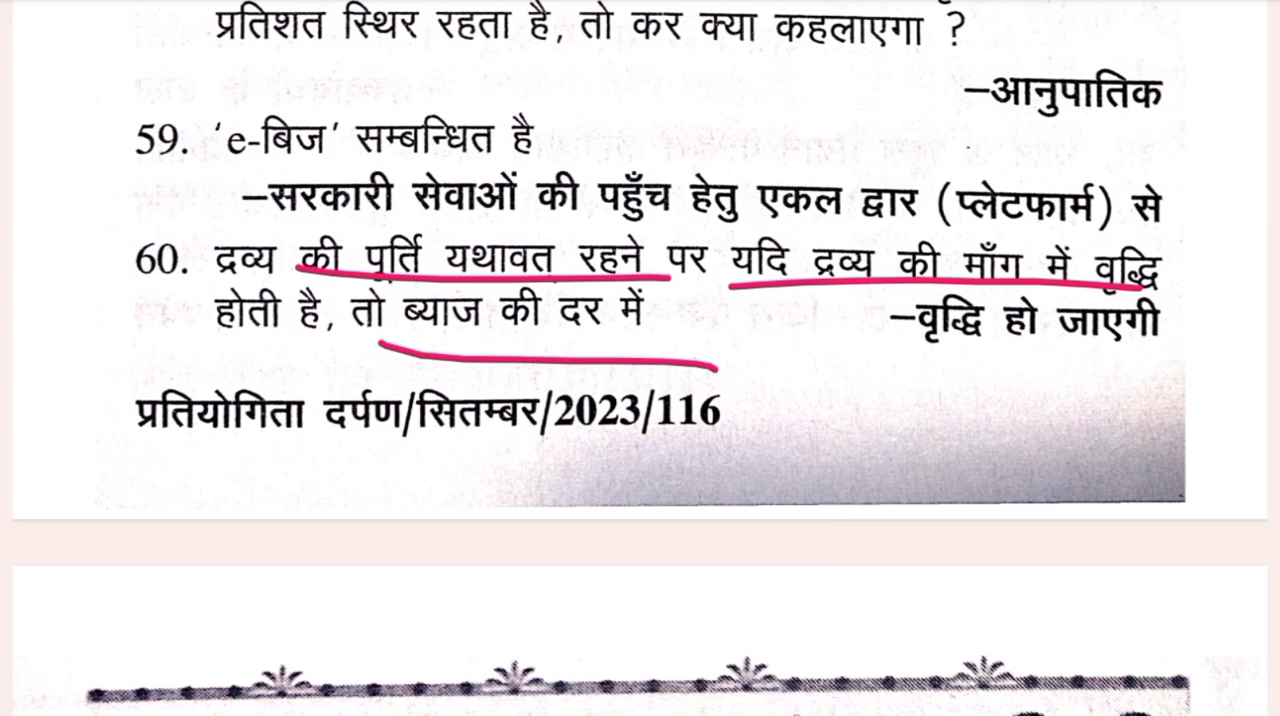 प्रतिशत स्थिर रहता है, तो कर क्या कहलाएगा ?
–आनुपातिक
59. 'e-बिज' सम्बन्धित है
–सरकारी सेवाओं की पहुँच हेतु एकल द्वार (प्लेटफार्म) से
60. द्रव्य की पूर्ति यथावत रहने पर यदि द्रव्य की माँग में वृद्धि
होती है, तो ब्याज की दर में –वृद्धि हो जाएगी
प्रतियोगिता दर्पण/सितम्बर/2023/116